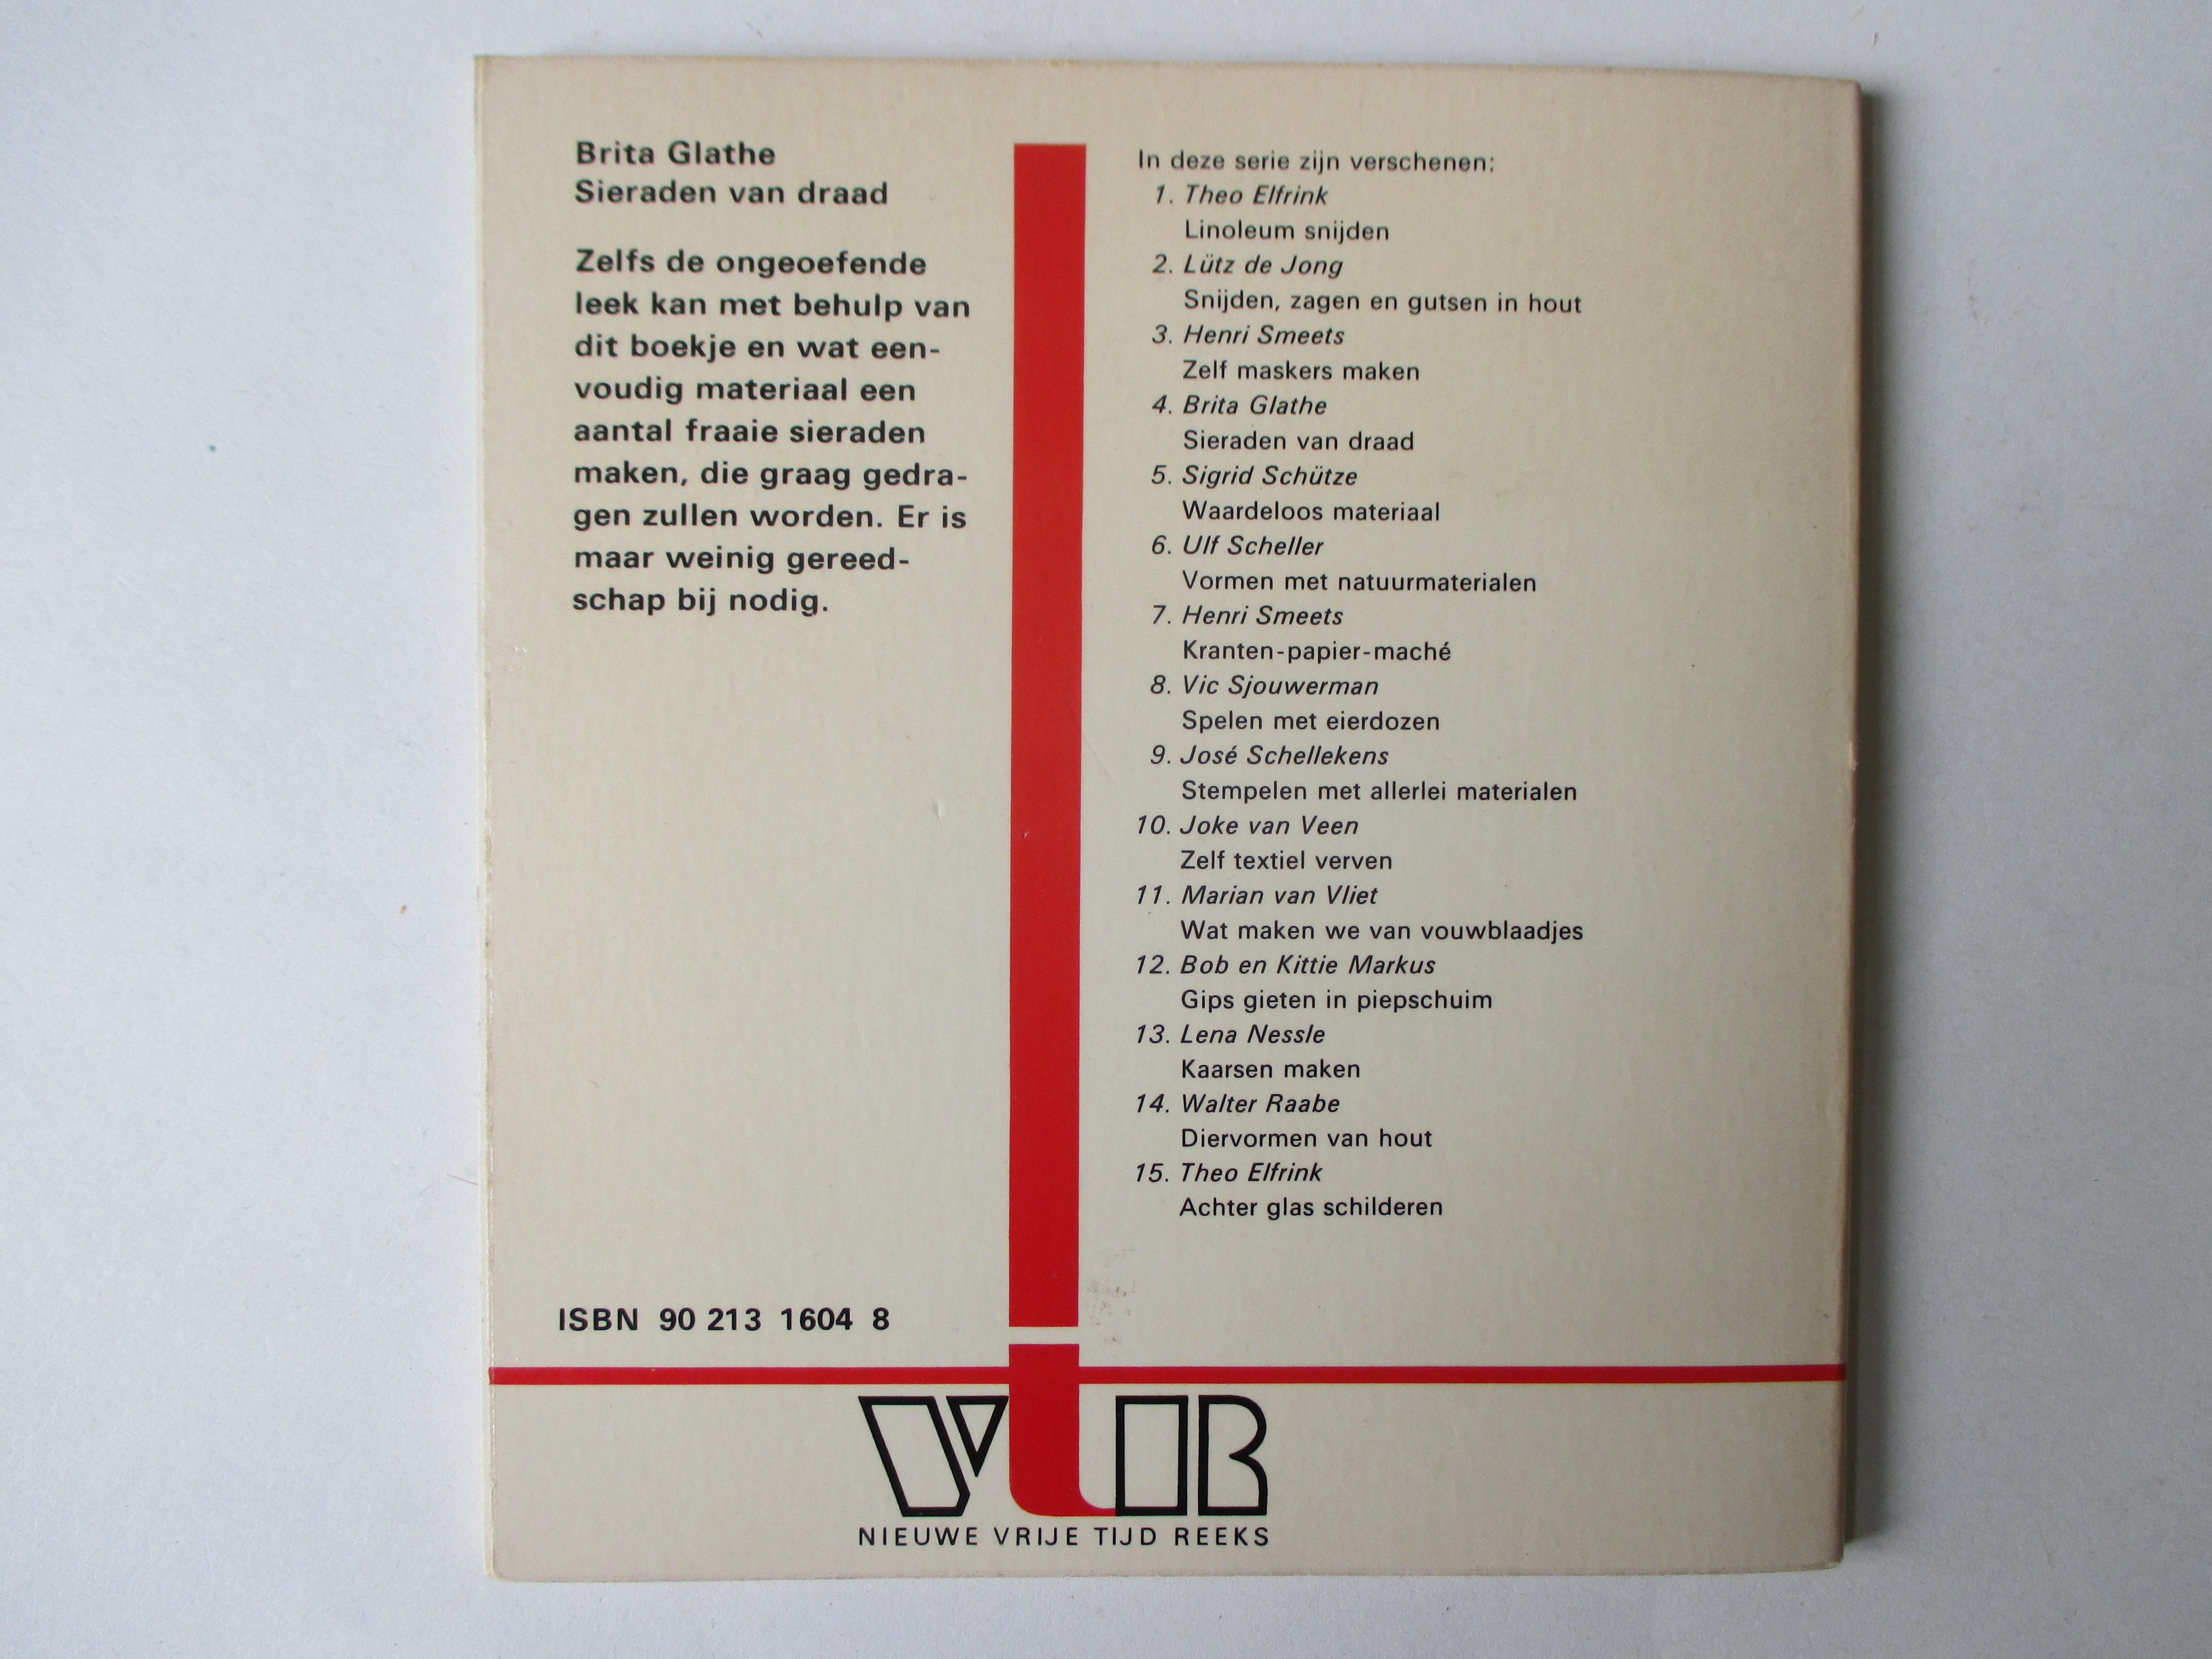 Brita Glathe
Sieraden van draad
Zelfs de ongeoefende
leek kan met behulp van
dit boekje en wat een-
voudig materiaal een
aantal fraaie sieraden
maken, die graag gedra-
gen zullen worden. Er is
maar weinig gereed-
schap bij nodig.
ISBN 90 213 1604 8
In deze serie zijn verschenen:
1. Theo Elfrink
Linoleum snijden
2. Lütz de Jong
Snijden, zagen en gutsen in hout
3. Henri Smeets
Zelf maskers maken
4. Brita Glathe
Sieraden van draad
5. Sigrid Schütze
Waardeloos materiaal
6. Ulf Scheller
Vormen met natuurmaterialen
7. Henri Smeets
Kranten-papier-maché
8. Vic Sjouwerman
Spelen met eierdozen
9. José Schellekens
Stempelen met allerlei materialen
10. Joke van Veen
Zelf textiel verven
11. Marian van Vliet
Wat maken we van vouwblaadjes
12. Bob en Kittie Markus
Gips gieten in piepschuim
13. Lena Nessle
Kaarsen maken
14. Walter Raabe
Diervormen van hout
15. Theo Elfrink
Achter glas schilderen
VtR
NIEUWE VRIJE TIJD REEKS